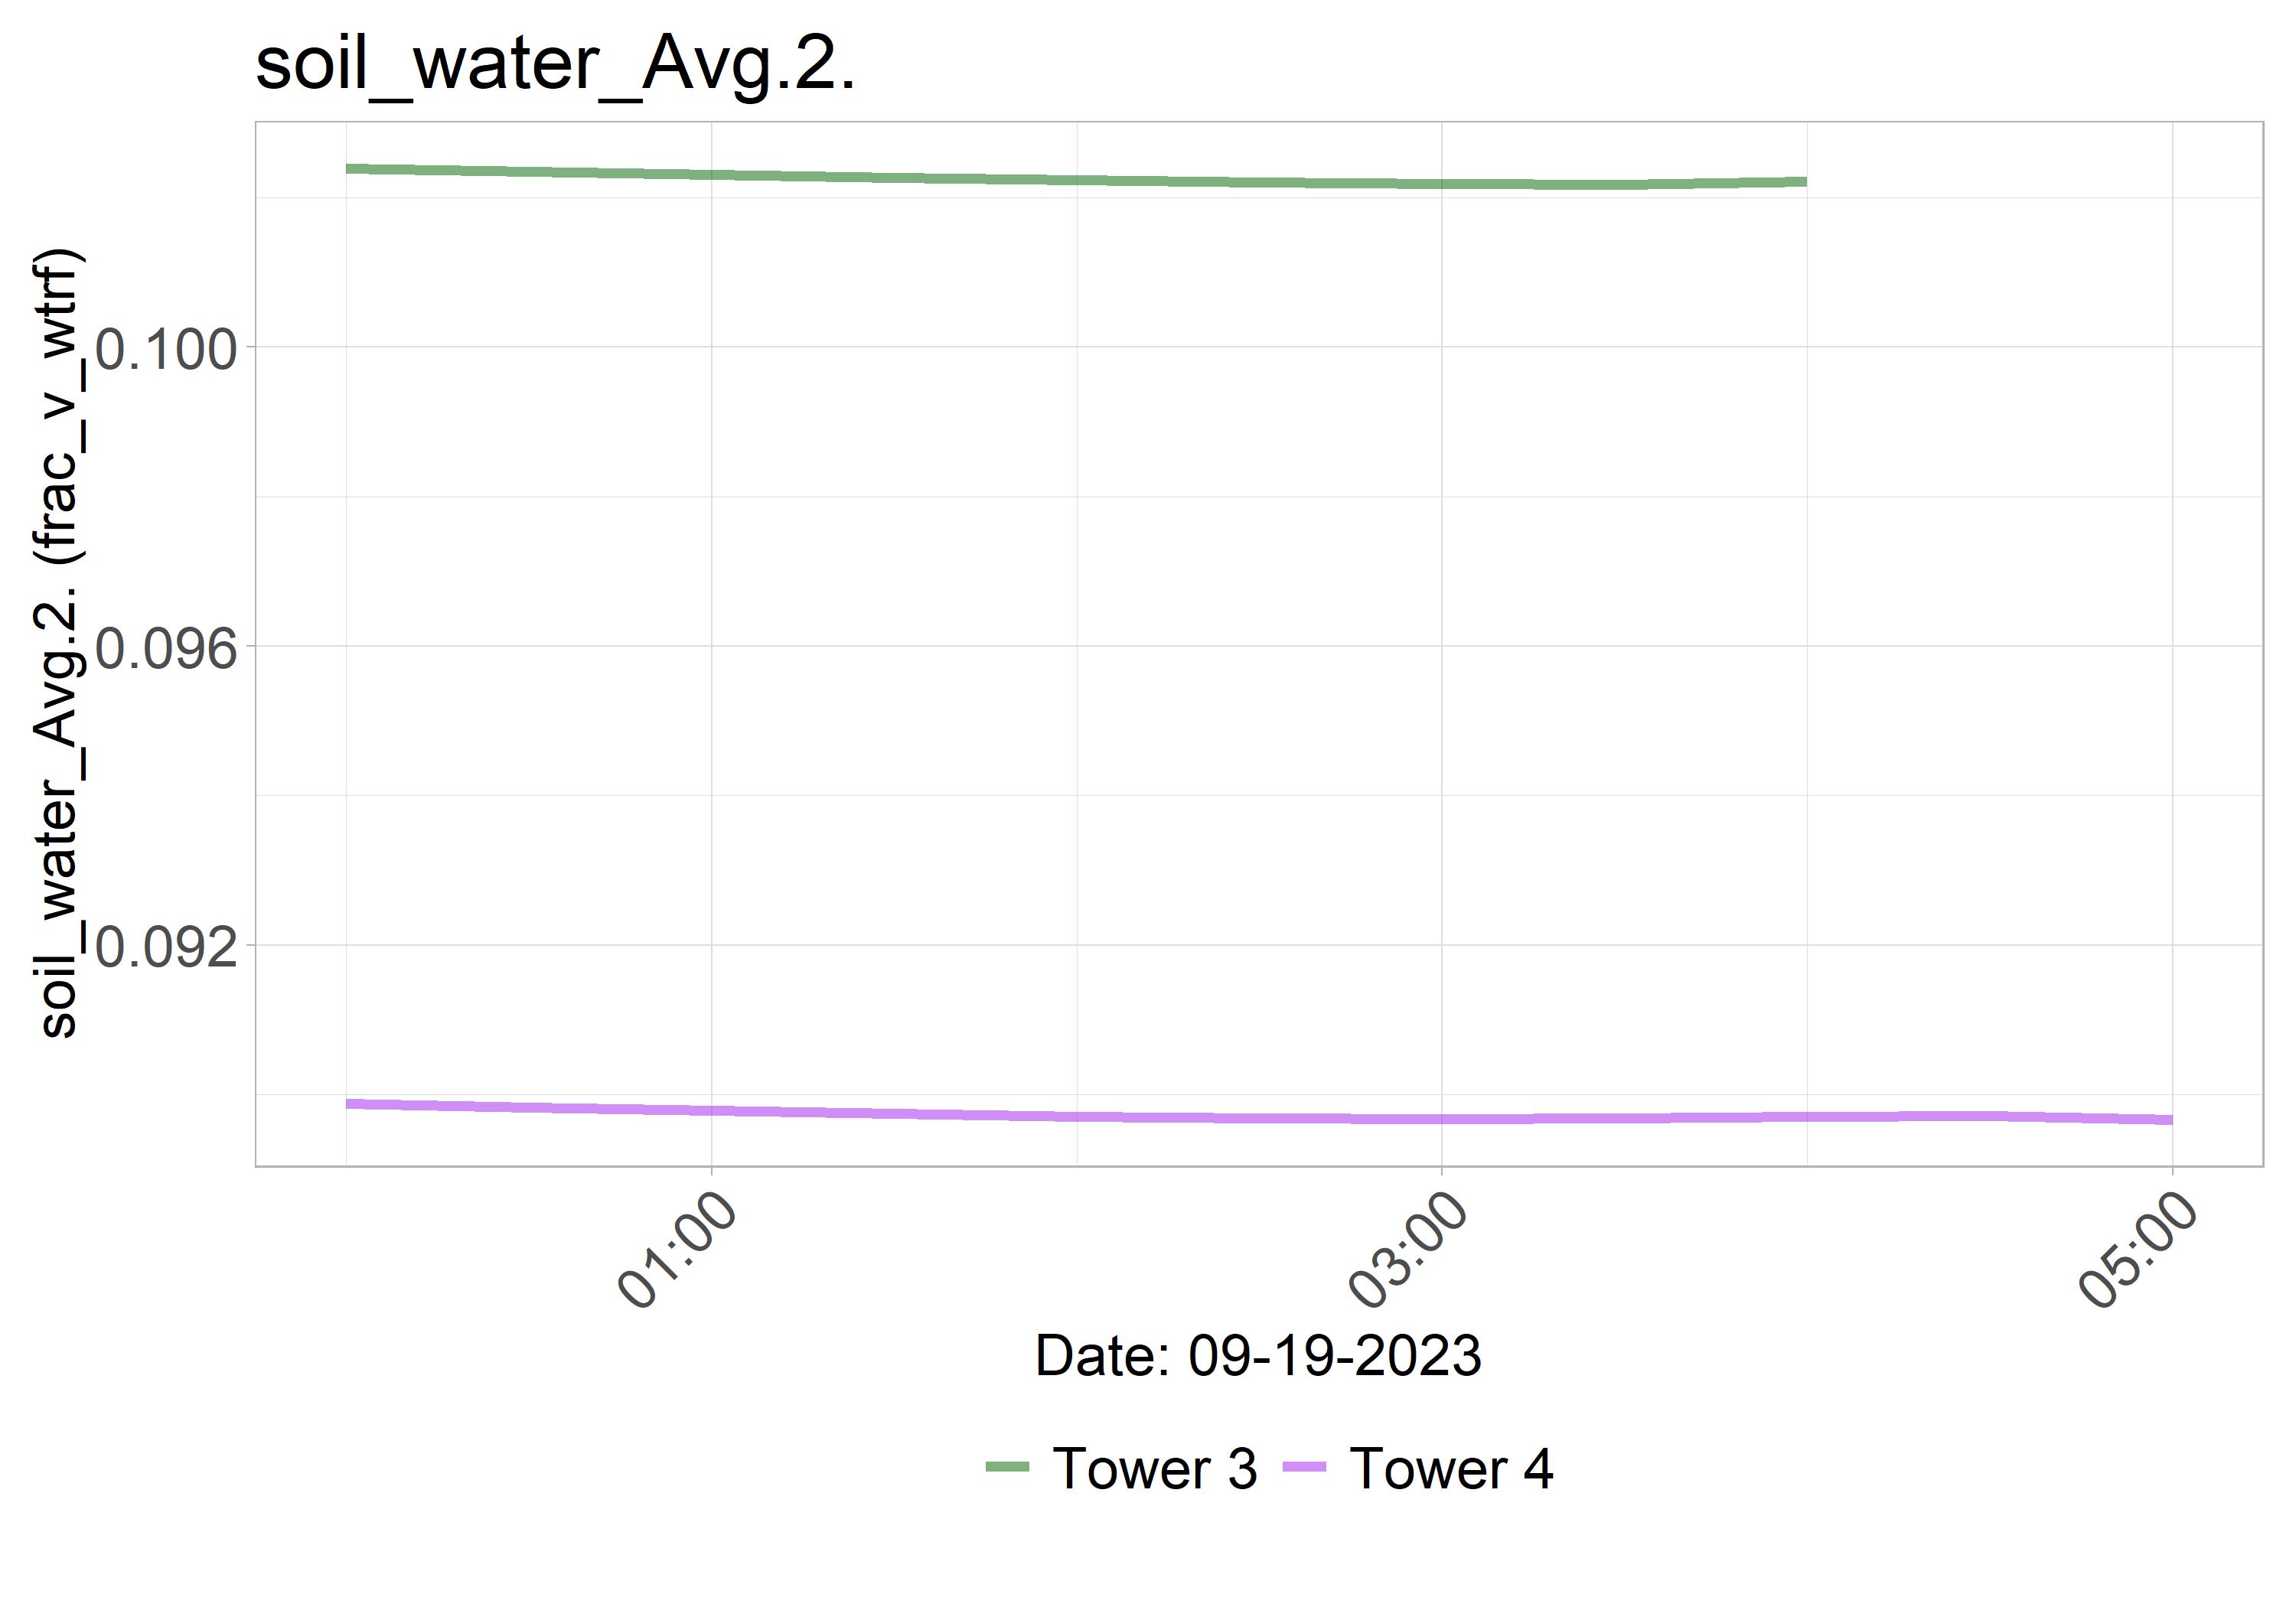 soil_water_Avg.2.
soil_water_Avg.2. (frac_v_wtrf)
0.100
0.096
0.092
01:00
03:00
05:00
Date: 09-19-2023
Tower 3
Tower 4